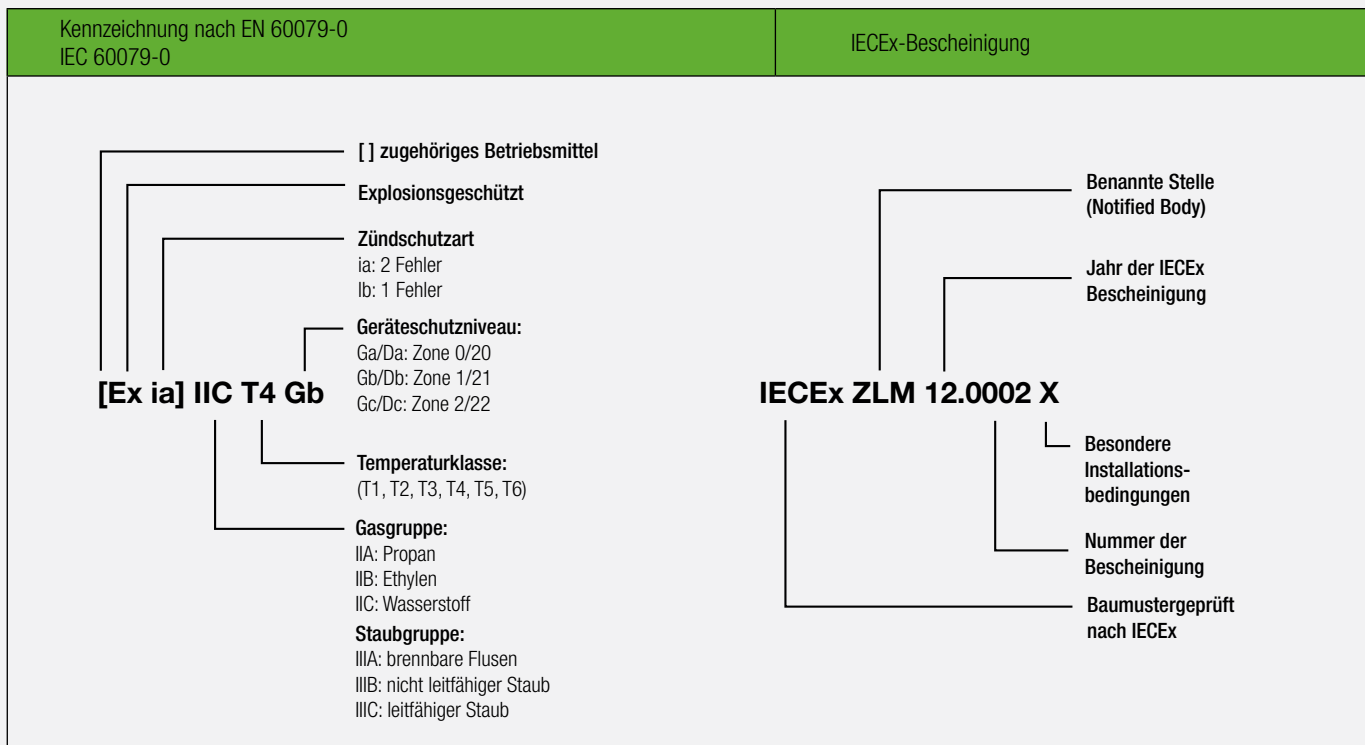 Kennzeichnung nach EN 60079-0
IEC 60079-0
IECEx-Bescheinigung
[ ] zugehöriges Betriebsmittel
Explosionsgeschützt
Zündschutzart
ia: 2 Fehler
Ib: 1 Fehler
Geräteschutzniveau:
Ga/Da: Zone 0/20
Gb/Db: Zone 1/21
Gc/Dc: Zone 2/22
[Ex ia] IIC T4 Gb
Temperaturklasse:
(T1, T2, T3, T4, T5, T6)
Gasgruppe:
IIA: Propan
IIB: Ethylen
IIC: Wasserstoff
Staubgruppe:
IIIA: brennbare Flusen
IIIB: nicht leitfähiger Staub
IIIC: leitfähiger Staub
Benannte Stelle
(Notified Body)
Jahr der IECEx
Bescheinigung
IECEx ZLM 12.0002 X
Besondere
Installations-
bedingungen
Nummer der
Bescheinigung
Baumustergeprüft
nach IECEx